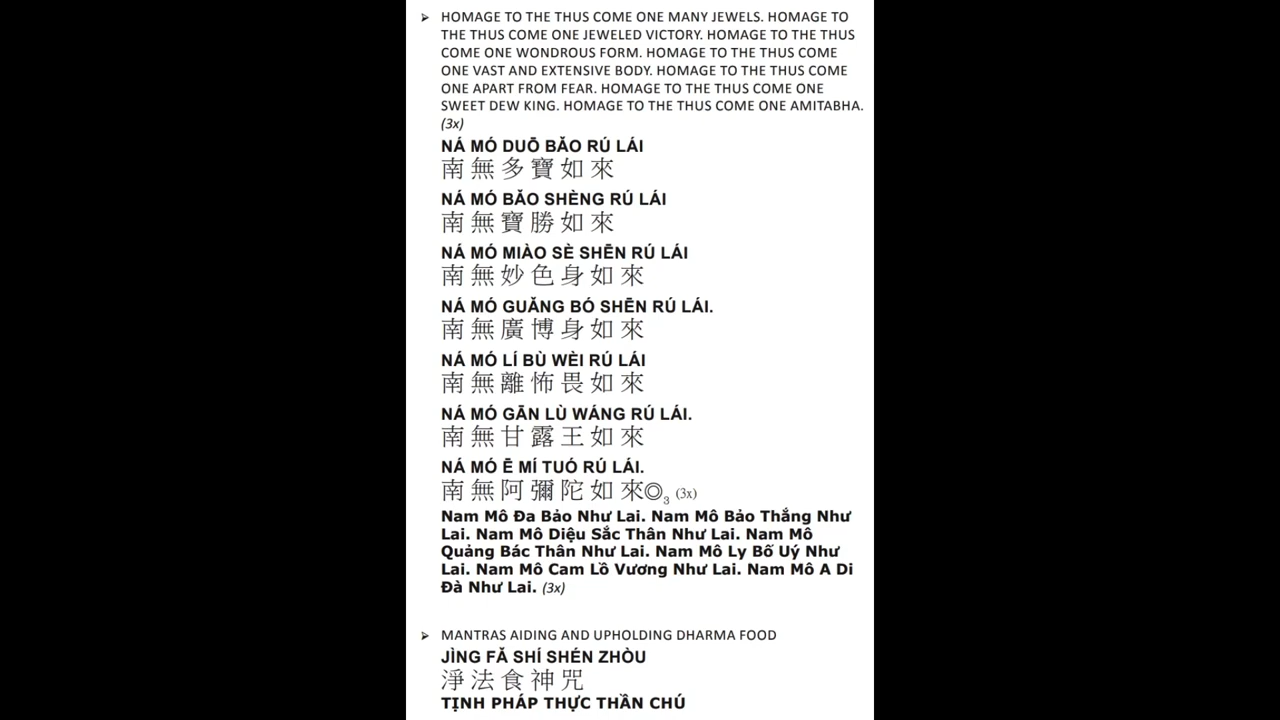 ➢ HOMAGE TO THE THUS COME ONE MANY JEWELS. HOMAGE TO
THE THUS COME ONE JEWELED VICTORY. HOMAGE TO THE THUS
COME ONE WONDROUS FORM. HOMAGE TO THE THUS COME
ONE VAST AND EXTENSIVE BODY. HOMAGE TO THE THUS COME
ONE APART FROM FEAR. HOMAGE TO THE THUS COME ONE
SWEET DEW KING. HOMAGE TO THE THUS COME ONE AMITABHA.
(3x)
NÁ MÓ DUŌ BǍO RÚ LÁI
南無多寶如來
NÁ MÓ BǍO SHÈNG RÚ LÁI
南無寶勝如來
NÁ MÓ MIÀO SÈ SHĒN RÚ LÁI
南無妙色身如來
NÁ MÓ GUǍNG BÓ SHĒN RÚ LÁI.
南無廣博身如來
NÁ MÓ LÍ BÙ WÈI RÚ LÁI
南無離怖畏如來
NÁ MÓ GĀN LÙ WÁNG RÚ LÁI.
南無甘露王如來
NÁ MÓ Ē MÍ TUÓ RÚ LÁI.
南無阿彌陀如來◎3 (3x)
Nam Mô Đa Bảo Như Lai. Nam Mô Bảo Thắng Như
Lai. Nam Mô Diệu Sắc Thân Như Lai. Nam Mô
Quảng Bác Thân Như Lai. Nam Mô Ly Bố Uý Như
Lai. Nam Mô Cam Lồ Vương Như Lai. Nam Mô A Di
Đà Như Lai. (3x)
➢ MANTRAS AIDING AND UPHOLDING DHARMA FOOD
JÌNG FǍ SHÍ SHÉN ZHÒU
淨法食神咒
TỊNH PHÁP THỰC THẦN CHÚ